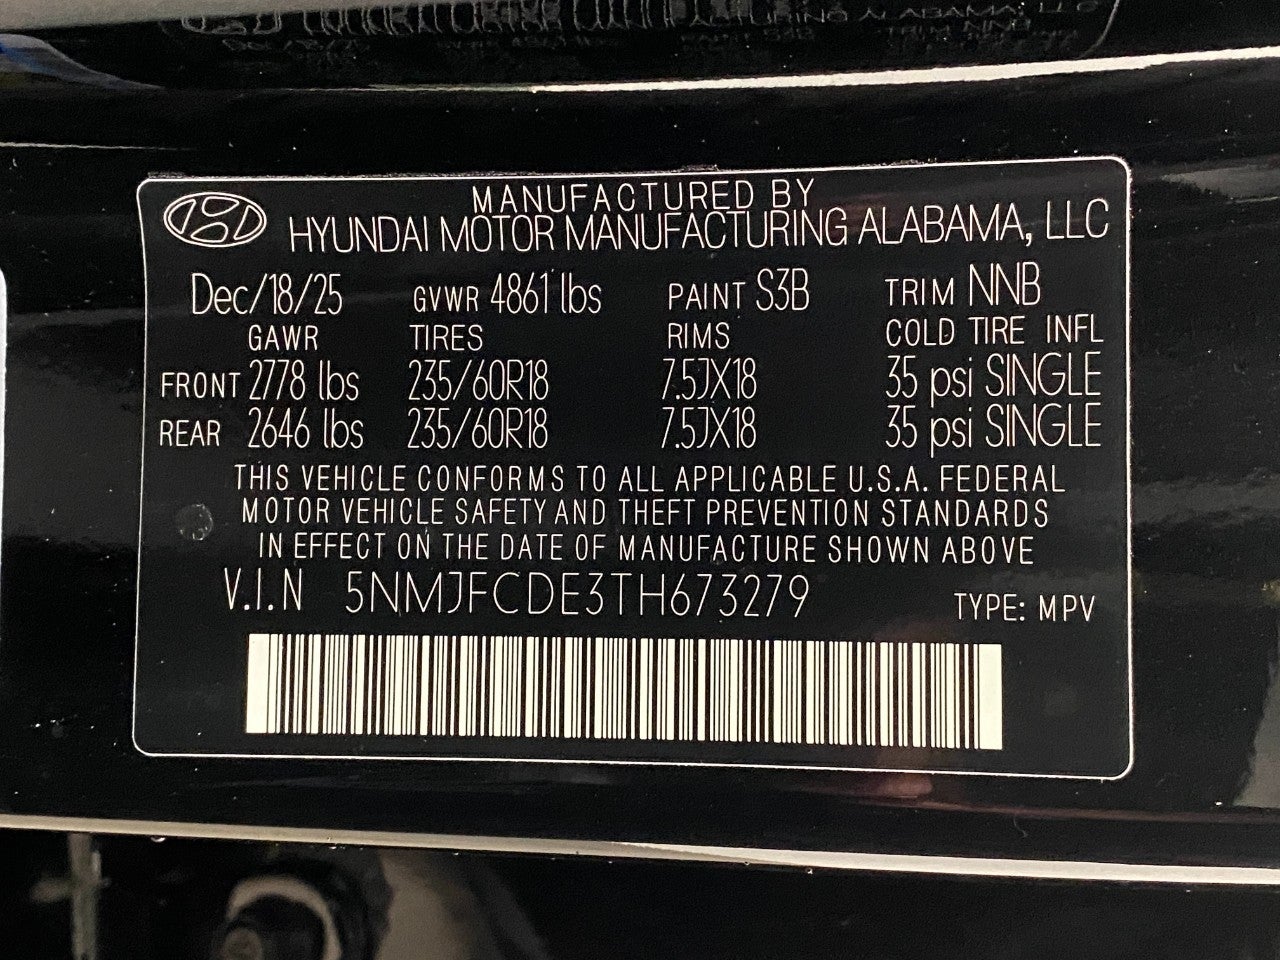 MANUFACTURED BY
HYUNDAI MOTOR MANUFACTURING ALABAMA, LLC
Dec/18/25 GVWR 4861 lbs PAINT S3B TRIM NNB
GAWR TIRES RIMS COLD TIRE INFL
FRONT 2778 lbs 235/60R18 7.5JX18 35 psi SINGLE
REAR 2646 lbs 235/60R18 7.5JX18 35 psi SINGLE
THIS VEHICLE CONFORMS TO ALL APPLICABLE U.S.A. FEDERAL
MOTOR VEHICLE SAFETY AND THEFT PREVENTION STANDARDS
IN EFFECT ON THE DATE OF MANUFACTURE SHOWN ABOVE
V.I.N 5NMJFCDE3TH673279 TYPE: MPV